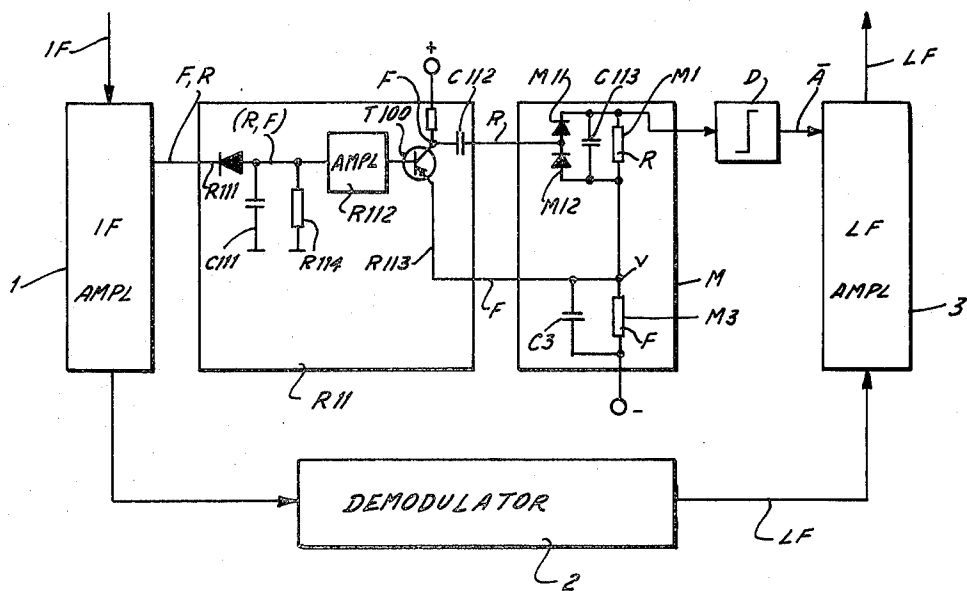 IF
LF
+
F
C112
F,R
M11
C113
M1
D
T100
(R,F)
R
Ā
AMPL
R
R111
M12
R112
1
IF
AMPL
C111
R114
R113
V
LF
AMPL
F
M
C3
F
M3
3
R11
-
DEMODULATOR
2
LF